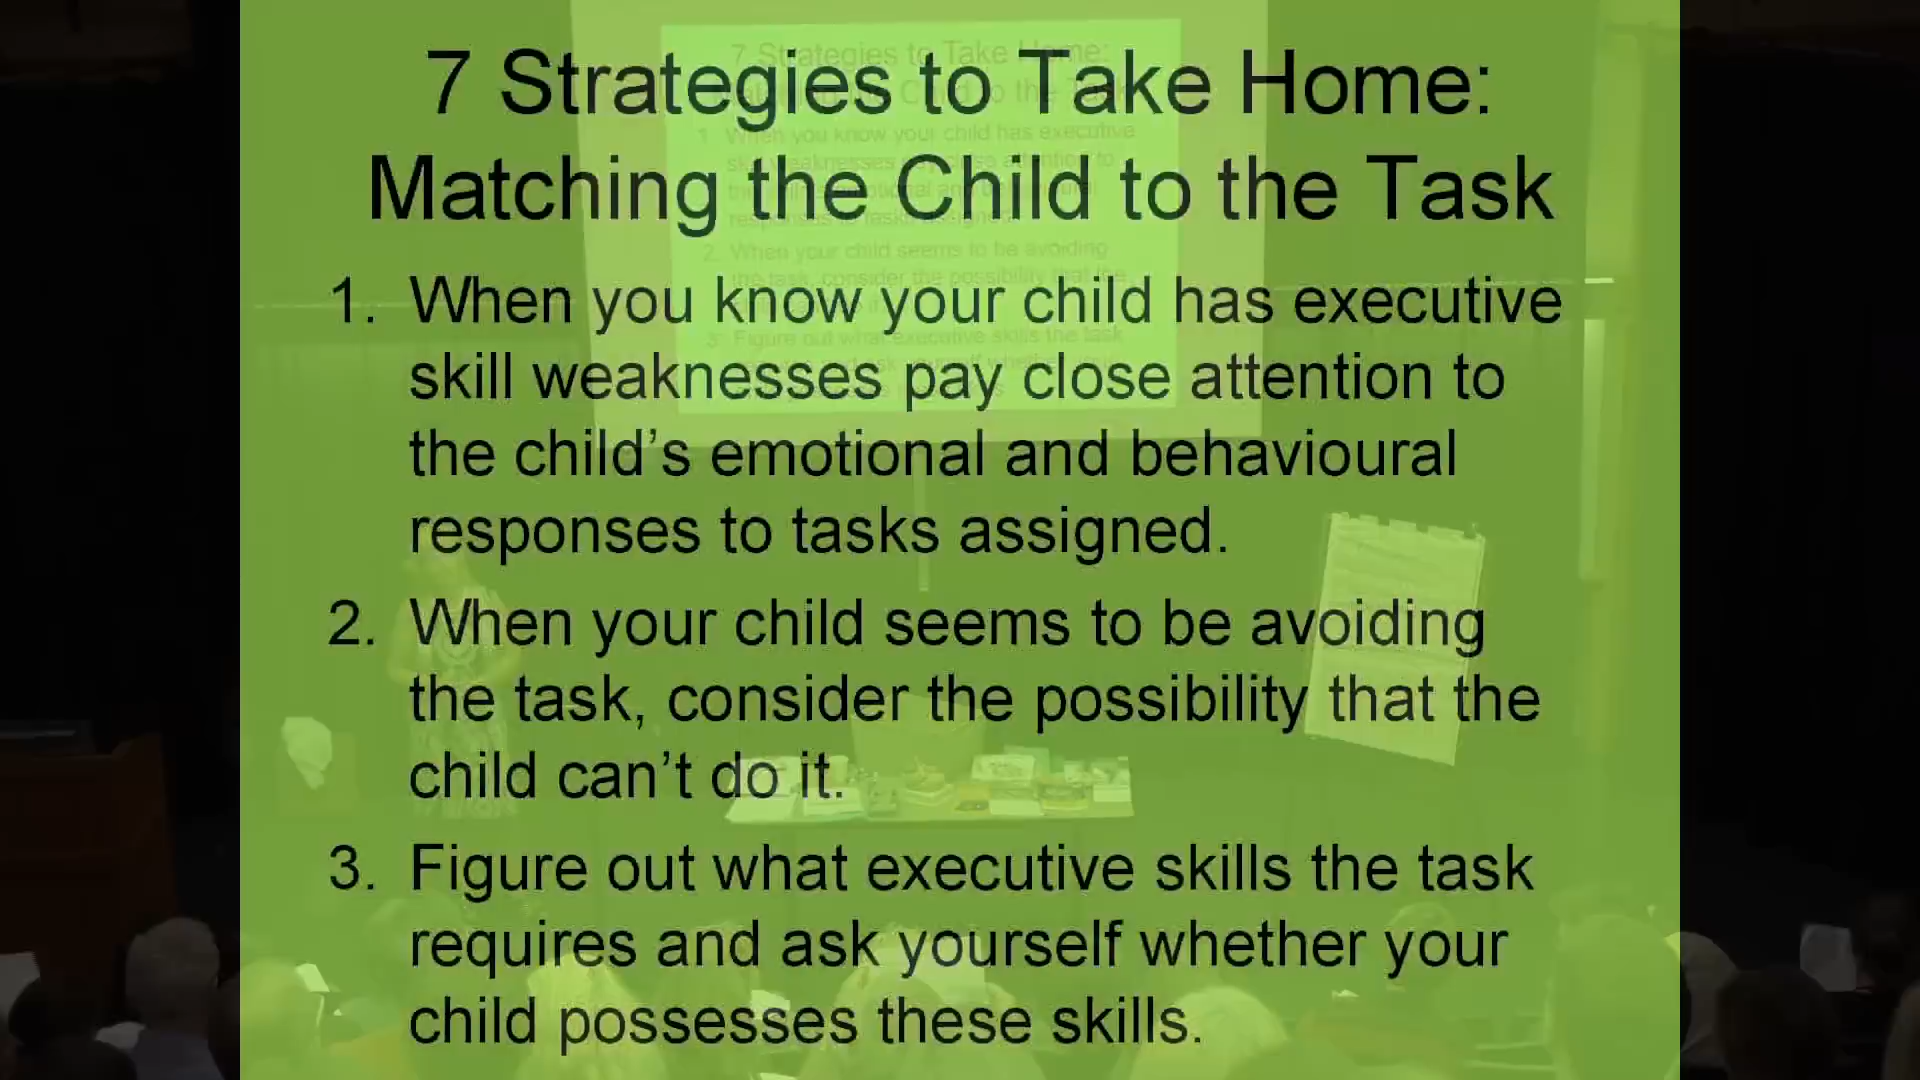 7 Strategies to Take Home:
Matching the Child to the Task
1. When you know your child has executive
skill weaknesses pay close attention to
the child’s emotional and behavioural
responses to tasks assigned.
2. When your child seems to be avoiding
the task, consider the possibility that the
child can’t do it.
3. Figure out what executive skills the task
requires and ask yourself whether your
child possesses these skills.